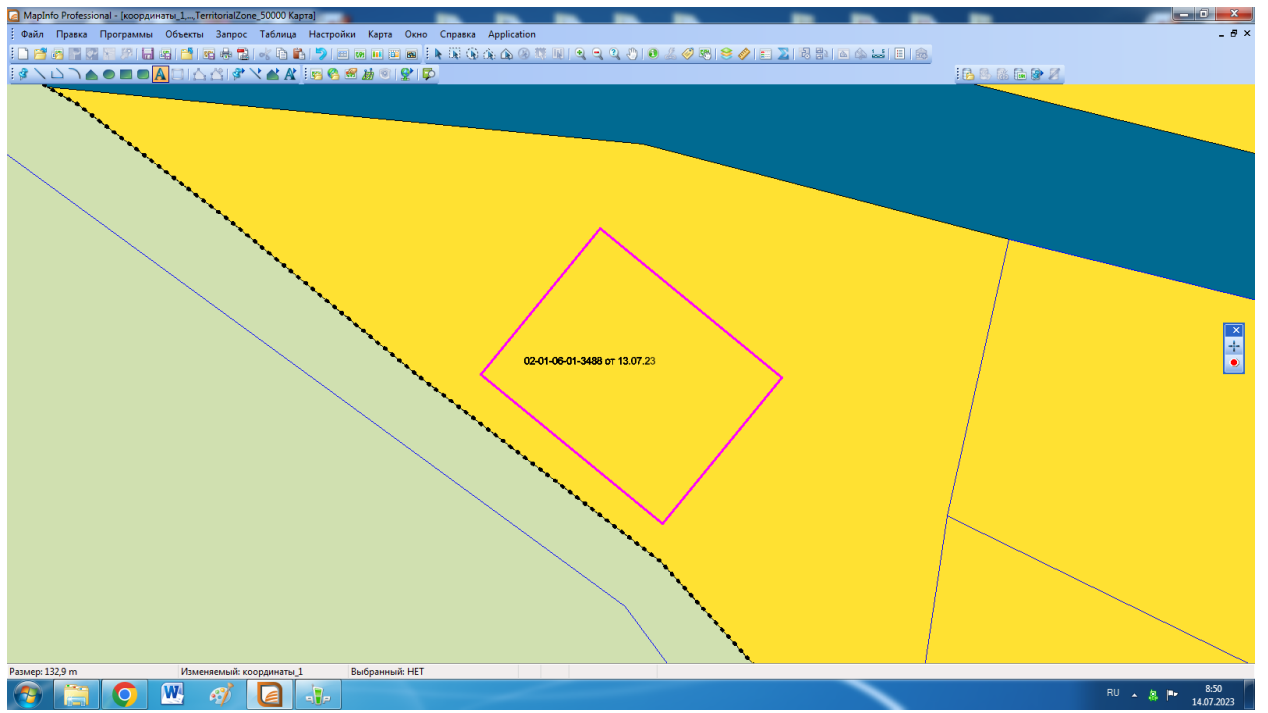 MapInfo Professional - [координаты_1,...,TerritorialZone_50000 Карта]
Файл Правка Программы Объекты Запрос Таблица Настройки Карта Окно Справка Application
02-01-06-01-3488 от 13.07.23
Размер: 132,9 m Изменяемый: координаты_1 Выбранный: НЕТ
RU 8:50
14.07.2023